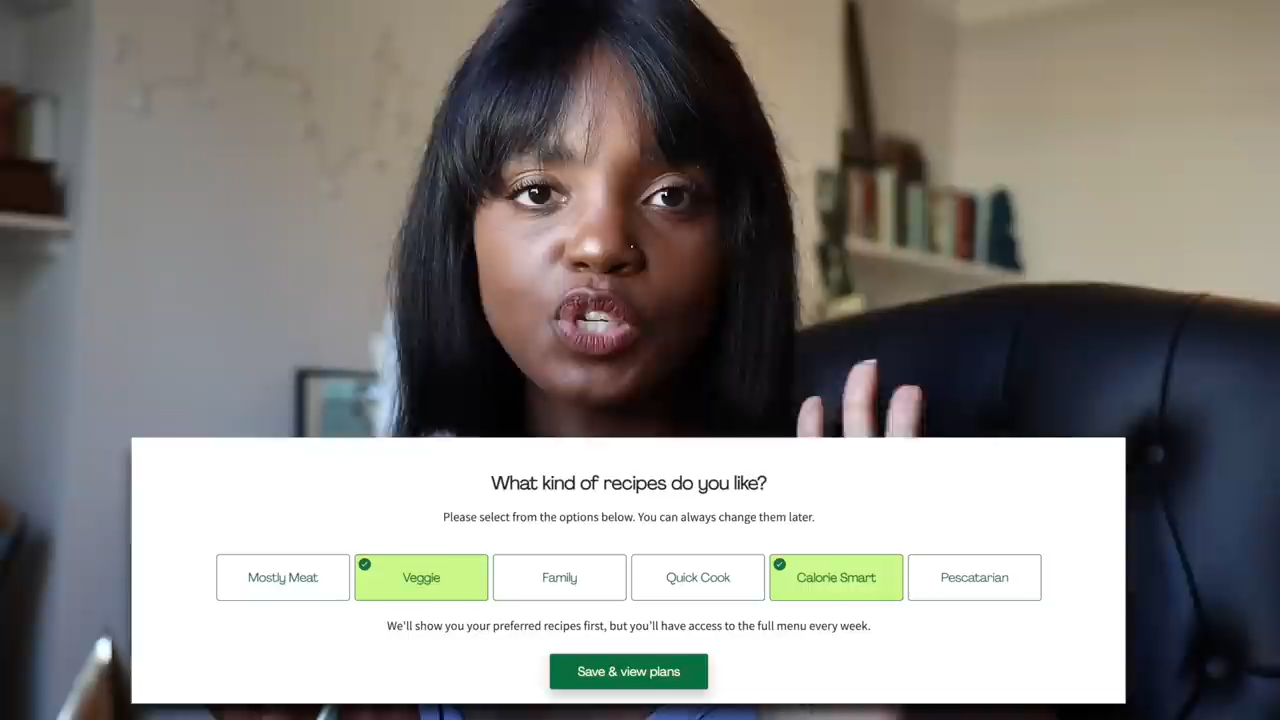 What kind of recipes do you like?
Please select from the options below. You can always change them later.
Mostly Meat
Veggie
Family
Quick Cook
Calorie Smart
Pescatarian
We'll show you your preferred recipes first, but you'll have access to the full menu every week.
Save & view plans